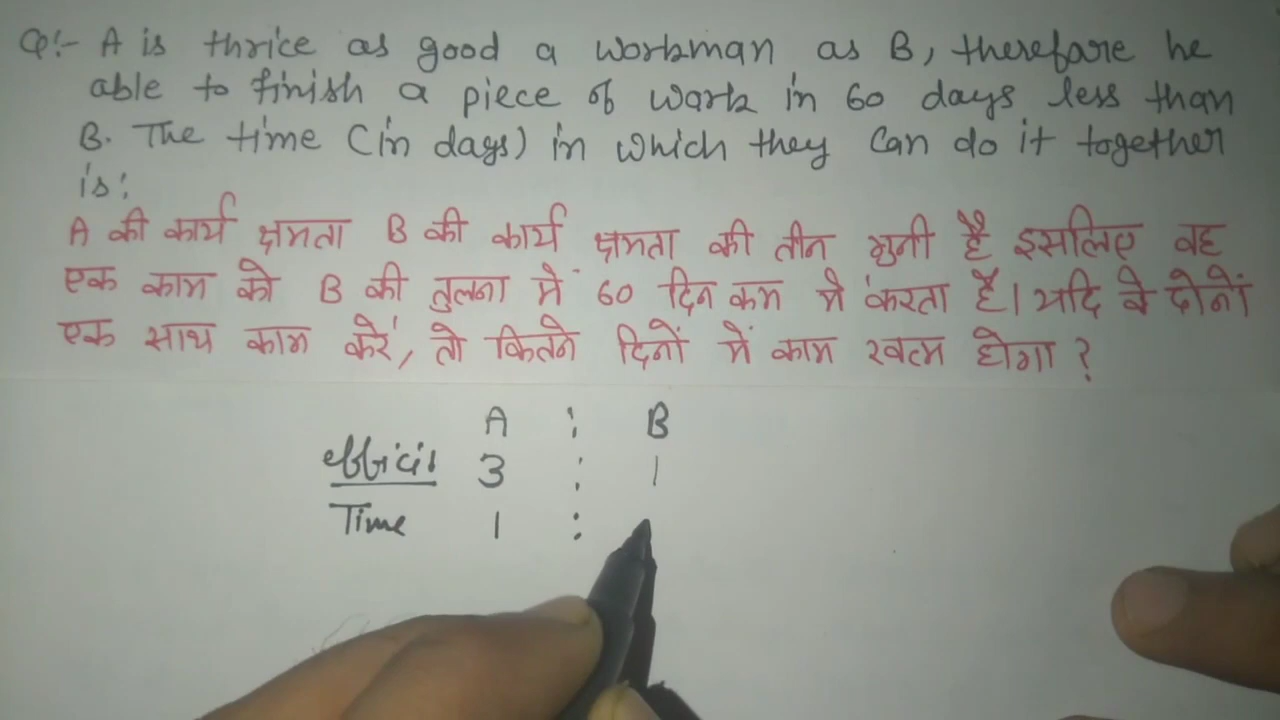 Q:- A is thrice as good a workman as B, therefore he
able to finish a piece of work in 60 days less than
B. The time (in days) in which they can do it together
is:
A की कार्य क्षमता B की कार्य क्षमता की तीन गुनी है इसलिए वह
एक काम को B की तुलना में 60 दिन कम मे करता है। यदि वे दोनों
एक साथ काम करें, तो कितने दिनों में काम खत्म होगा ?
A : B
3 : 1
Time 1 :